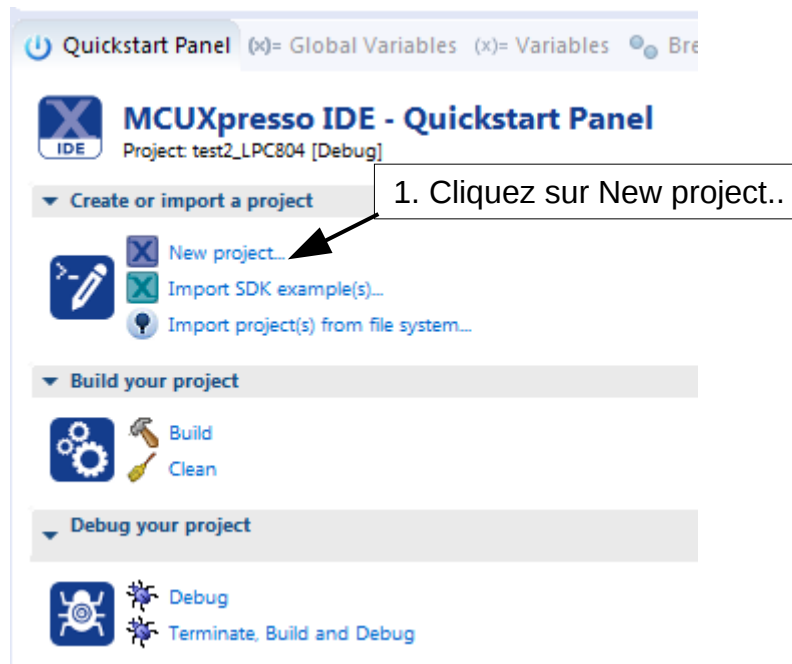 Quickstart Panel (x)= Global Variables (x)= Variables Bre
MCUXpresso IDE - Quickstart Panel
IDE
Project: test2_LPC804 [Debug]
1. Cliquez sur New project..
Create or import a project
New project...
Import SDK example(s)...
Import project(s) from file system...
Build your project
Build
Clean
Debug your project
Debug
Terminate, Build and Debug